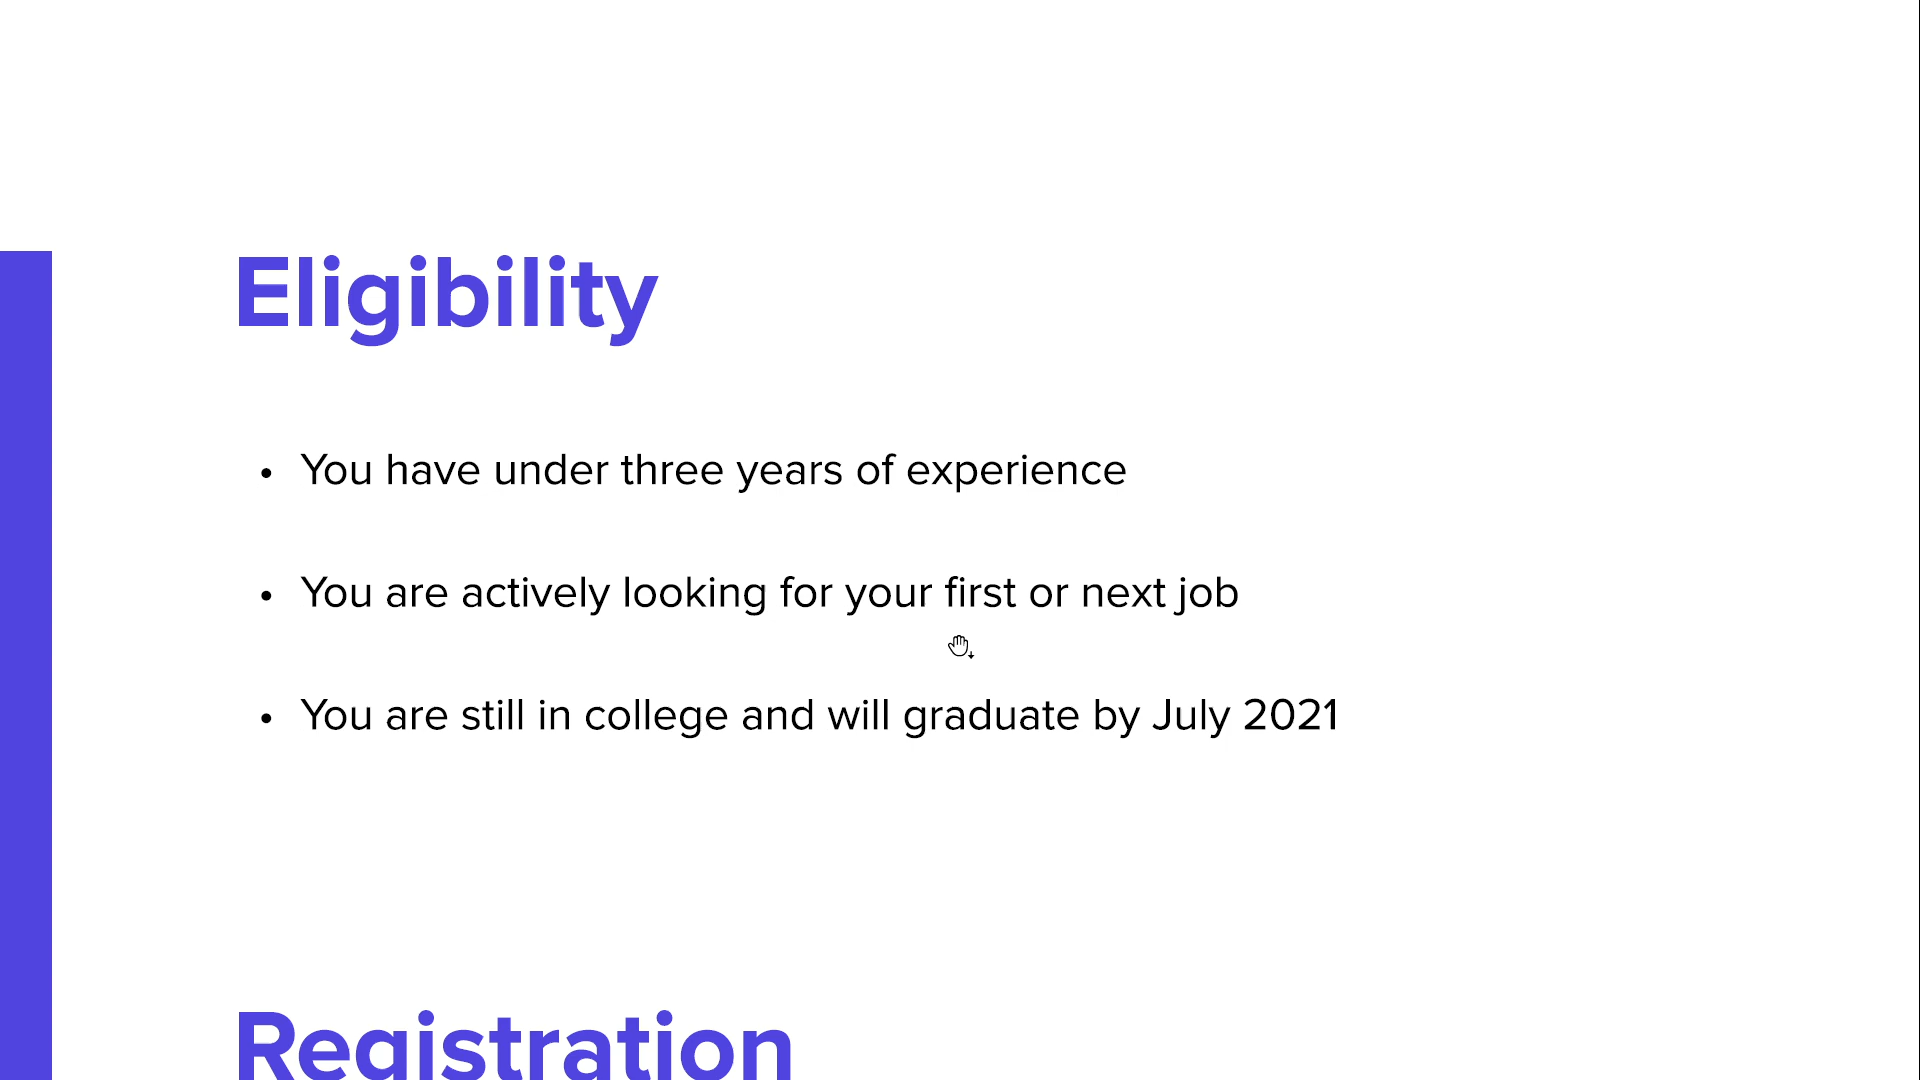 Eligibility
• You have under three years of experience
• You are actively looking for your first or next job
• You are still in college and will graduate by July 2021
Registration